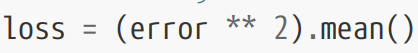 loss = (error ** 2).mean()